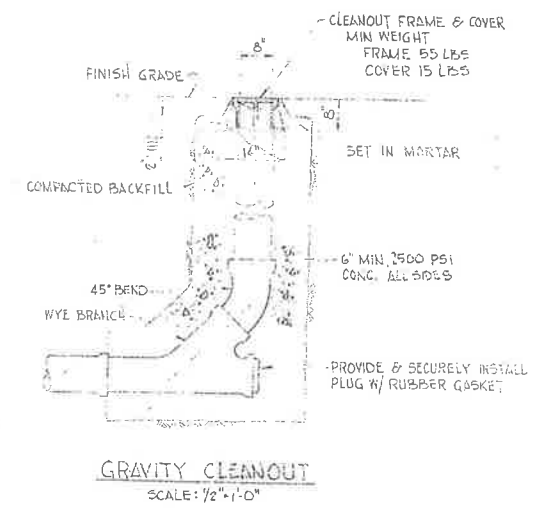 CLEANOUT FRAME & COVER
MIN WEIGHT
FRAME 55 LBS
COVER 15 LBS
8"
FINISH GRADE
8"
SET IN MORTAR
COMPACTED BACKFILL
6" MIN, 2500 PSI
CONC. ALL SIDES
45° BEND
WYE BRANCH
PROVIDE & SECURELY INSTALL
PLUG W/ RUBBER GASKET
GRAVITY CLEANOUT
SCALE: 1/2"=1'-0"